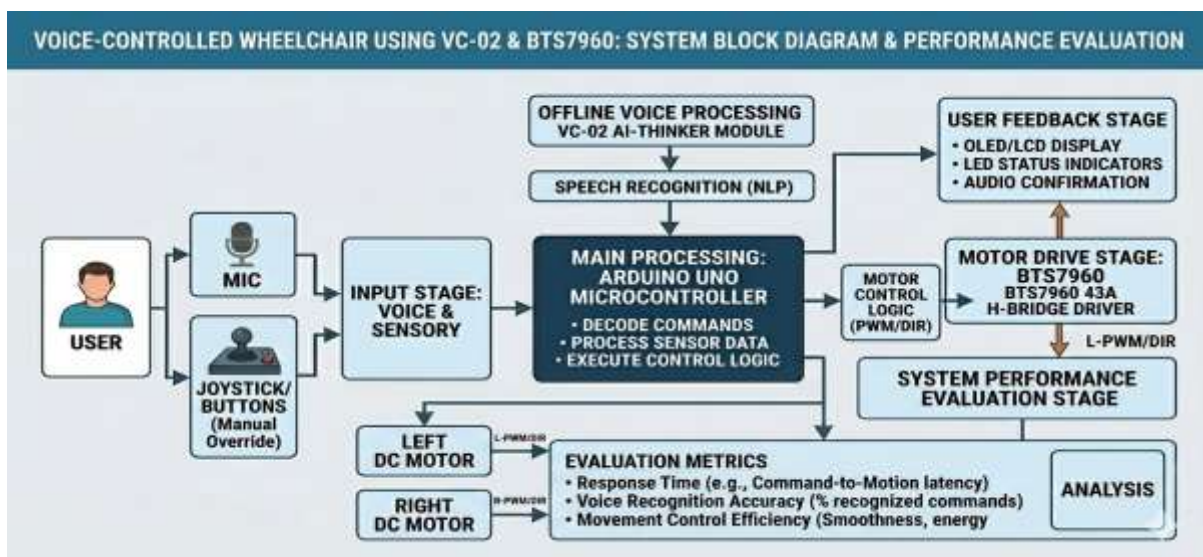 VOICE-CONTROLLED WHEELCHAIR USING VC-02 & BTS7960: SYSTEM BLOCK DIAGRAM & PERFORMANCE EVALUATION
OFFLINE VOICE PROCESSING
VC-02 AI-THINKER MODULE
SPEECH RECOGNITION (NLP)
USER FEEDBACK STAGE
• OLED/LCD DISPLAY
• LED STATUS INDICATORS
• AUDIO CONFIRMATION
USER
MIC
JOYSTICK/
BUTTONS
(Manual
Override)
INPUT STAGE:
VOICE &
SENSORY
MAIN PROCESSING:
ARDUINO UNO
MICROCONTROLLER
• DECODE COMMANDS
• PROCESS SENSOR DATA
• EXECUTE CONTROL LOGIC
MOTOR
CONTROL
LOGIC
(PWM/DIR)
MOTOR DRIVE STAGE:
BTS7960
BTS7960 43A
H-BRIDGE DRIVER
L-PWM/DIR
SYSTEM PERFORMANCE
EVALUATION STAGE
LEFT
DC MOTOR
L-PWM/DIR
RIGHT
DC MOTOR
R-PWM/DIR
EVALUATION METRICS
• Response Time (e.g., Command-to-Motion latency)
• Voice Recognition Accuracy (% recognized commands)
• Movement Control Efficiency (Smoothness, energy
ANALYSIS